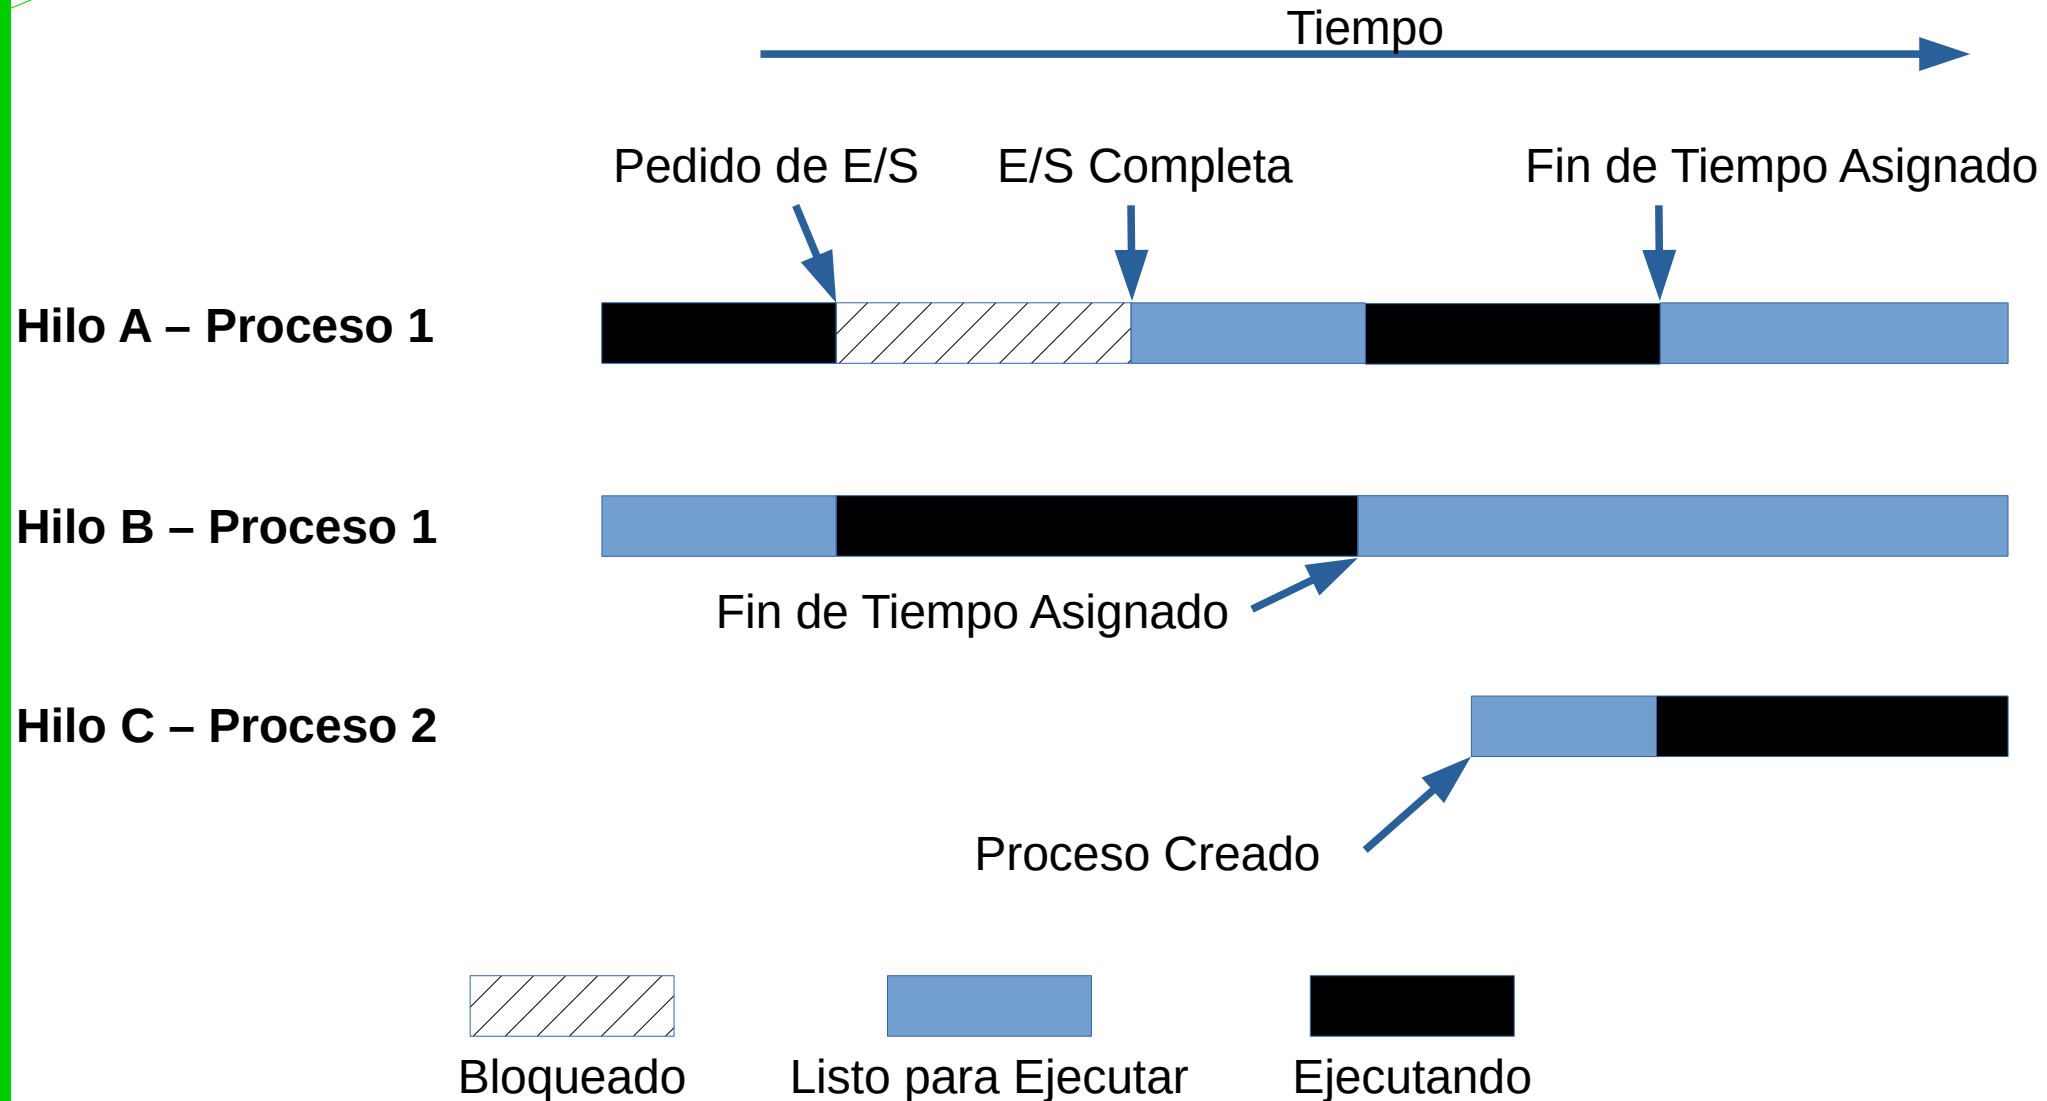 Tiempo
Pedido de E/S
E/S Completa
Fin de Tiempo Asignado
Hilo A – Proceso 1
Hilo B – Proceso 1
Fin de Tiempo Asignado
Hilo C – Proceso 2
Proceso Creado
Bloqueado
Listo para Ejecutar
Ejecutando